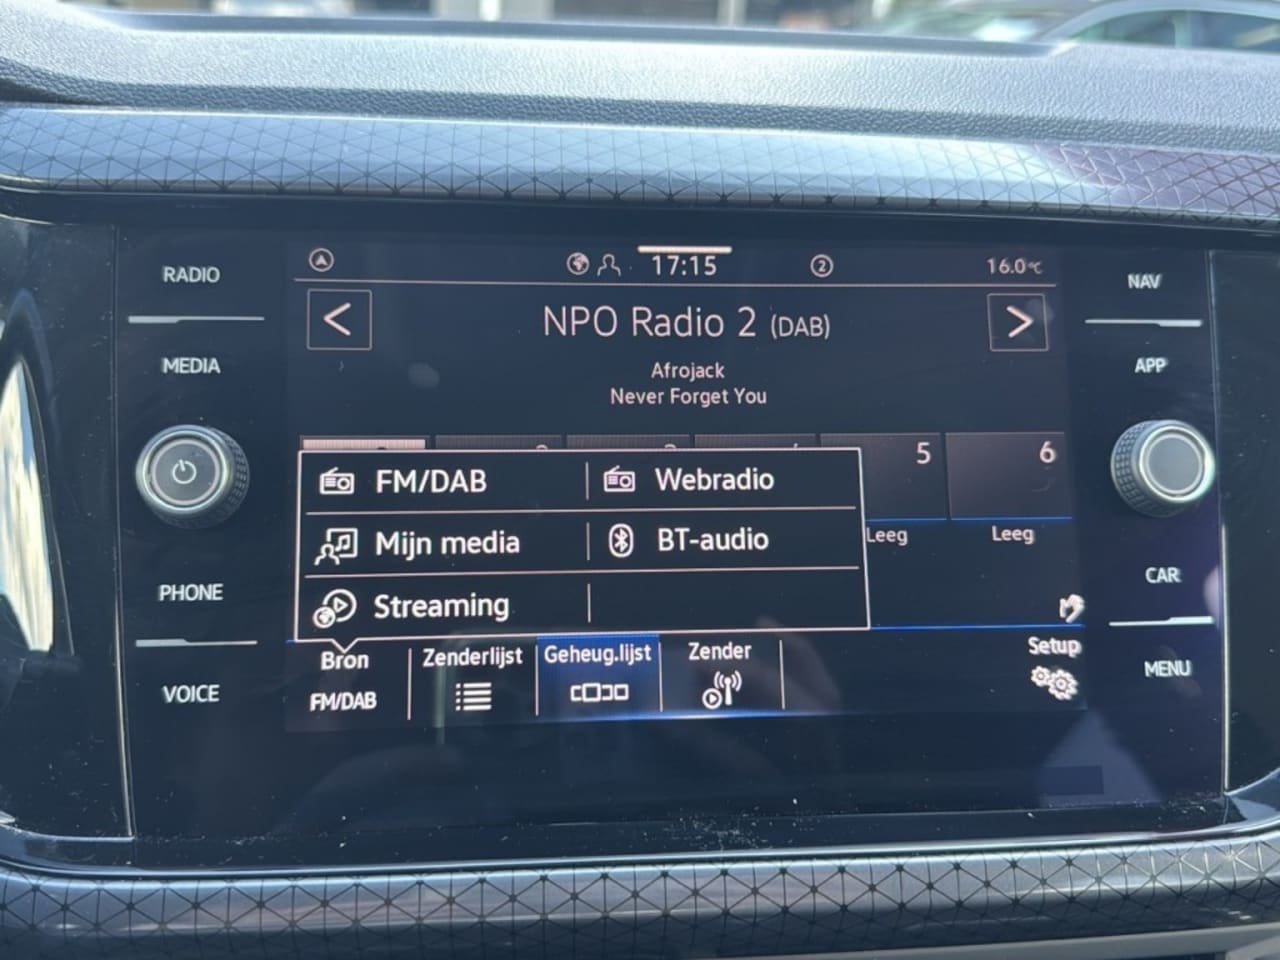 RADIO
MEDIA
PHONE
VOICE
17:15
2
16.0°C
NPO Radio 2 (DAB)
Afrojack
Never Forget You
5
6
Leeg
Leeg
FM/DAB
Webradio
Mijn media
BT-audio
Streaming
Bron
FM/DAB
Zenderlijst
Geheug.lijst
Zender
Setup
NAV
APP
CAR
MENU